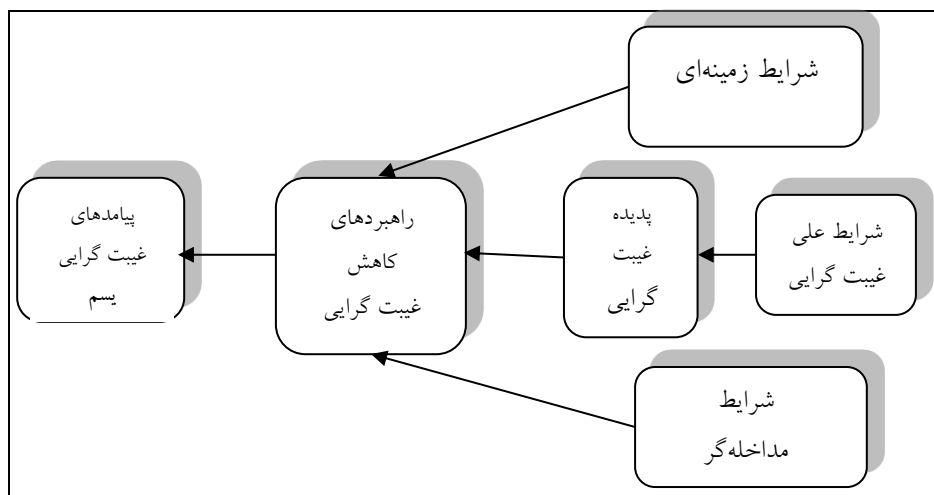 شرایط زمینه‌ای
شرایط علی
غیبت گرایی
پدیده
غیبت
گرایی
راهبردهای
کاهش
غیبت گرایی
پیامدهای
غیبت گرایی
یسم
شرایط
مداخله‌گر